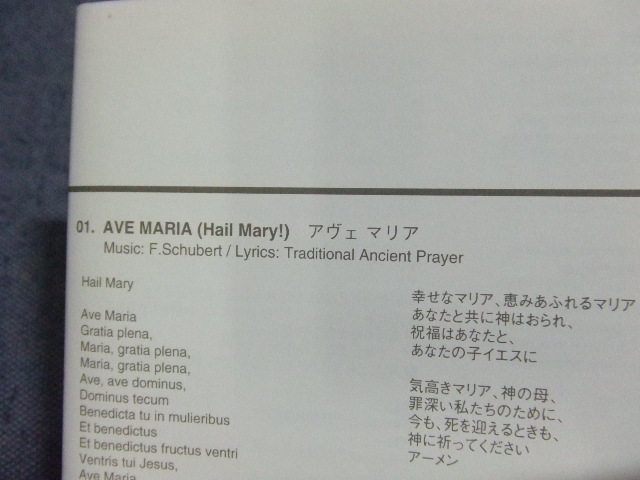 01. AVE MARIA (Hail Mary!) アヴェ マリア
Music: F.Schubert / Lyrics: Traditional Ancient Prayer
Hail Mary
Ave Maria
Gratia plena,
Maria, gratia plena,
Maria, gratia plena,
Ave, ave dominus,
Dominus tecum
Benedicta tu in mulieribus
Et benedictus
Et benedictus fructus ventri
Ventris tui Jesus,
Ave Maria
幸せなマリア、恵みあふれるマリア
あなたと共に神はおられ、
祝福はあなたと、
あなたの子イエスに
気高きマリア、神の母、
罪深い私たちのために、
今も、死を迎えるときも、
神に祈ってください
アーメン